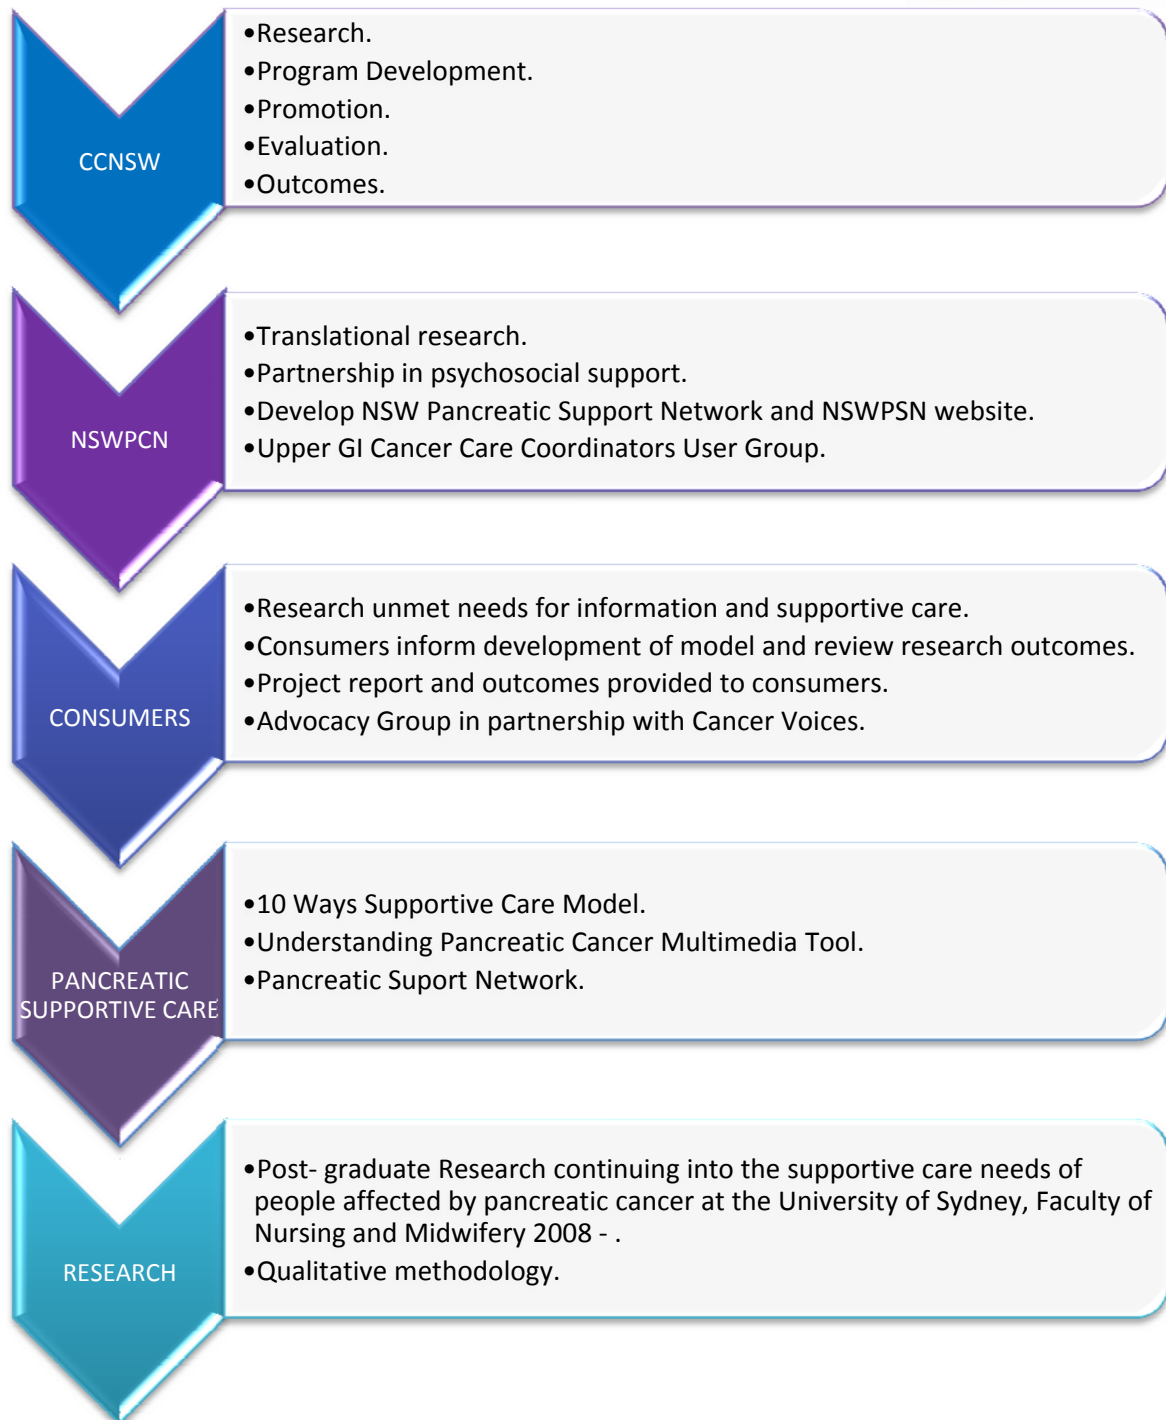 CCNSW
•Research.
•Program Development.
•Promotion.
•Evaluation.
•Outcomes.
NSWPCN
•Translational research.
•Partnership in psychosocial support.
•Develop NSW Pancreatic Support Network and NSWPSN website.
•Upper GI Cancer Care Coordinators User Group.
CONSUMERS
•Research unmet needs for information and supportive care.
•Consumers inform development of model and review research outcomes.
•Project report and outcomes provided to consumers.
•Advocacy Group in partnership with Cancer Voices.
PANCREATIC
SUPPORTIVE CARE
•10 Ways Supportive Care Model.
•Understanding Pancreatic Cancer Multimedia Tool.
•Pancreatic Suport Network.
RESEARCH
•Post- graduate Research continuing into the supportive care needs of
people affected by pancreatic cancer at the University of Sydney, Faculty of
Nursing and Midwifery 2008 - .
•Qualitative methodology.